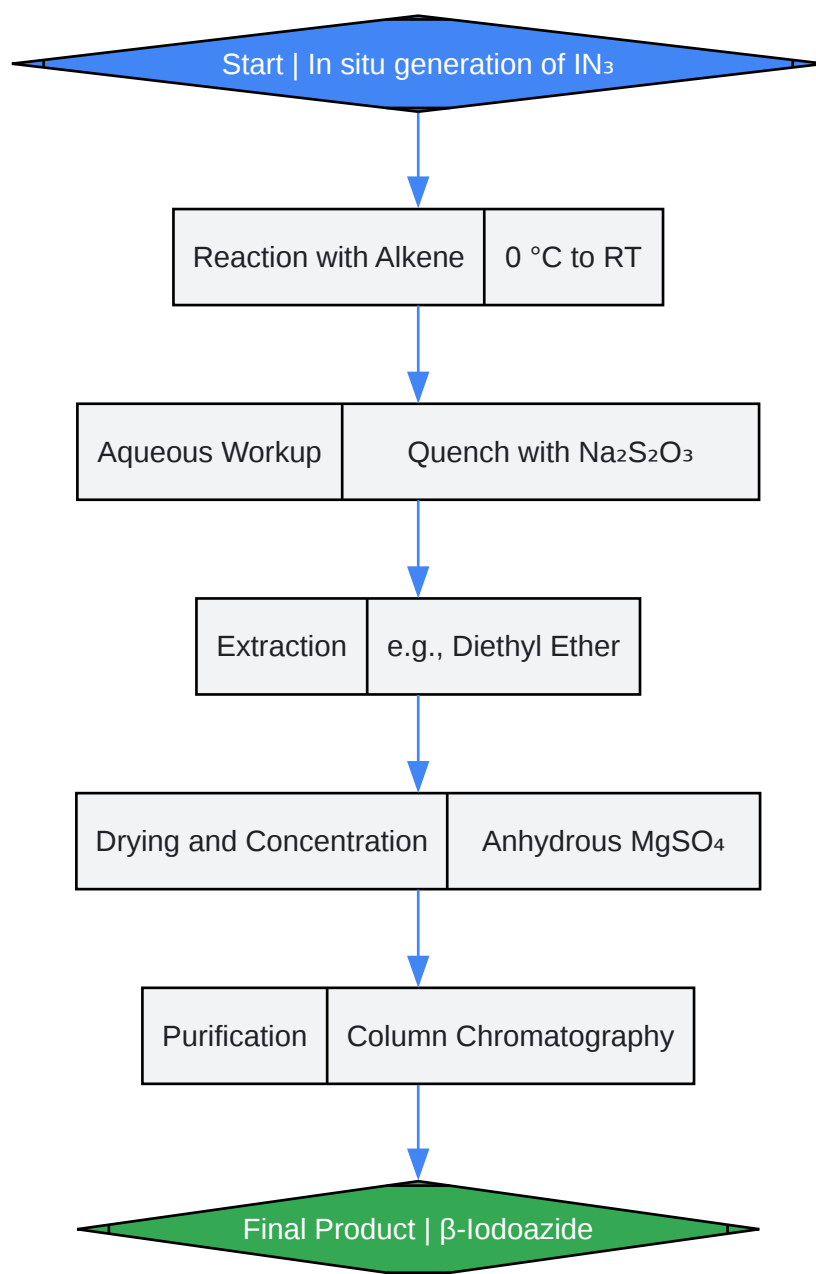 Start | In situ generation of IN₃
Reaction with Alkene
0 °C to RT
Aqueous Workup
Quench with Na₂S₂O₃
Extraction
e.g., Diethyl Ether
Drying and Concentration
Anhydrous MgSO₄
Purification
Column Chromatography
Final Product | β-Iodoazide